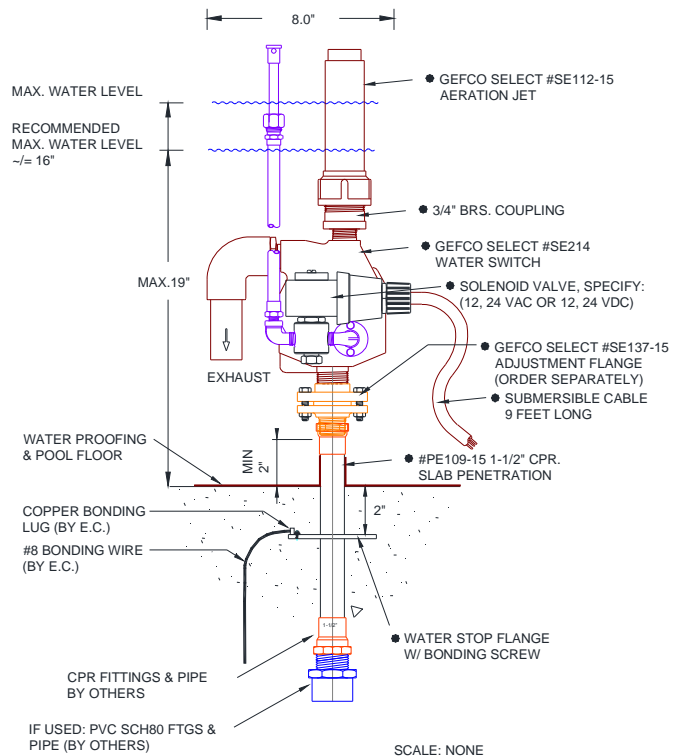 8.0"
● GEFCO SELECT #SE112-15
AERATION JET
MAX. WATER LEVEL
RECOMMENDED
MAX. WATER LEVEL
~/= 16"
● 3/4" BRS. COUPLING
● GEFCO SELECT #SE214
WATER SWITCH
MAX.19"
● SOLENOID VALVE, SPECIFY:
(12, 24 VAC OR 12, 24 VDC)
● GEFCO SELECT #SE137-15
ADJUSTMENT FLANGE
(ORDER SEPARATELY)
EXHAUST
● SUBMERSIBLE CABLE
9 FEET LONG
WATER PROOFING
& POOL FLOOR
MIN
2"
● #PE109-15 1-1/2" CPR.
SLAB PENETRATION
COPPER BONDING
LUG (BY E.C.)
2"
#8 BONDING WIRE
(BY E.C.)
1-1/2"
● WATER STOP FLANGE
W/ BONDING SCREW
CPR FITTINGS & PIPE
BY OTHERS
IF USED: PVC SCH80 FTGS &
PIPE (BY OTHERS)
SCALE: NONE